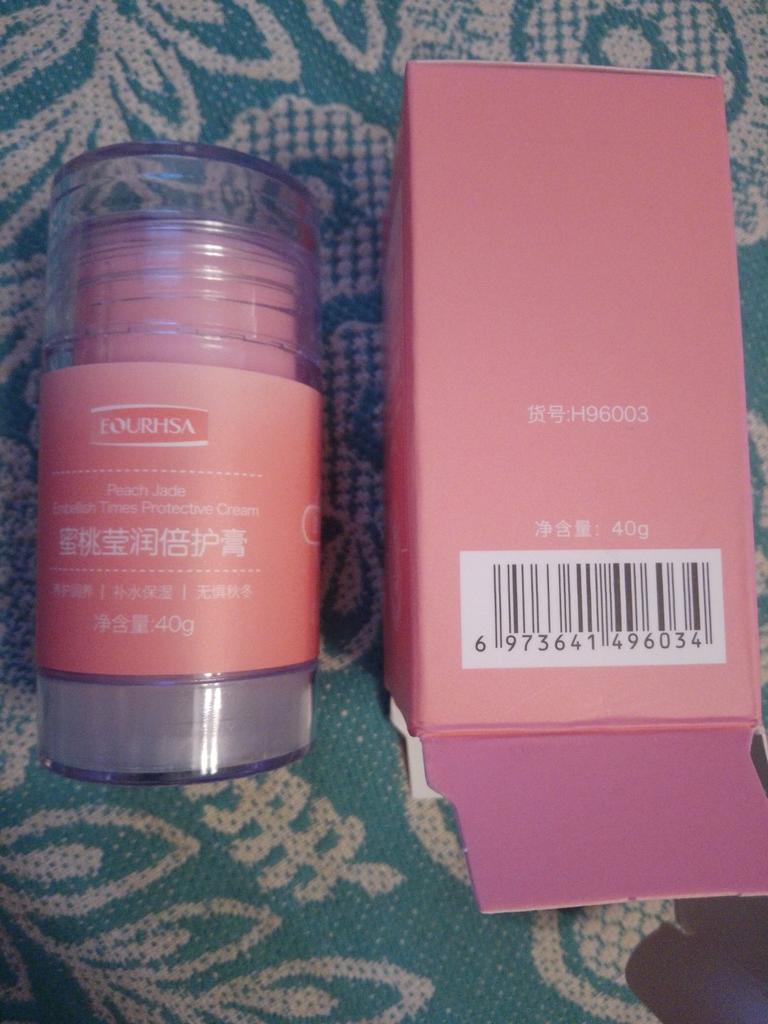 EOURHSA
Peach Jade
Embellish Times Protective Cream
蜜桃莹润倍护膏
养护润养 | 补水保湿 | 无惧秋冬
净含量:40g
货号:H96003
净含量: 40g
6 973641 496034